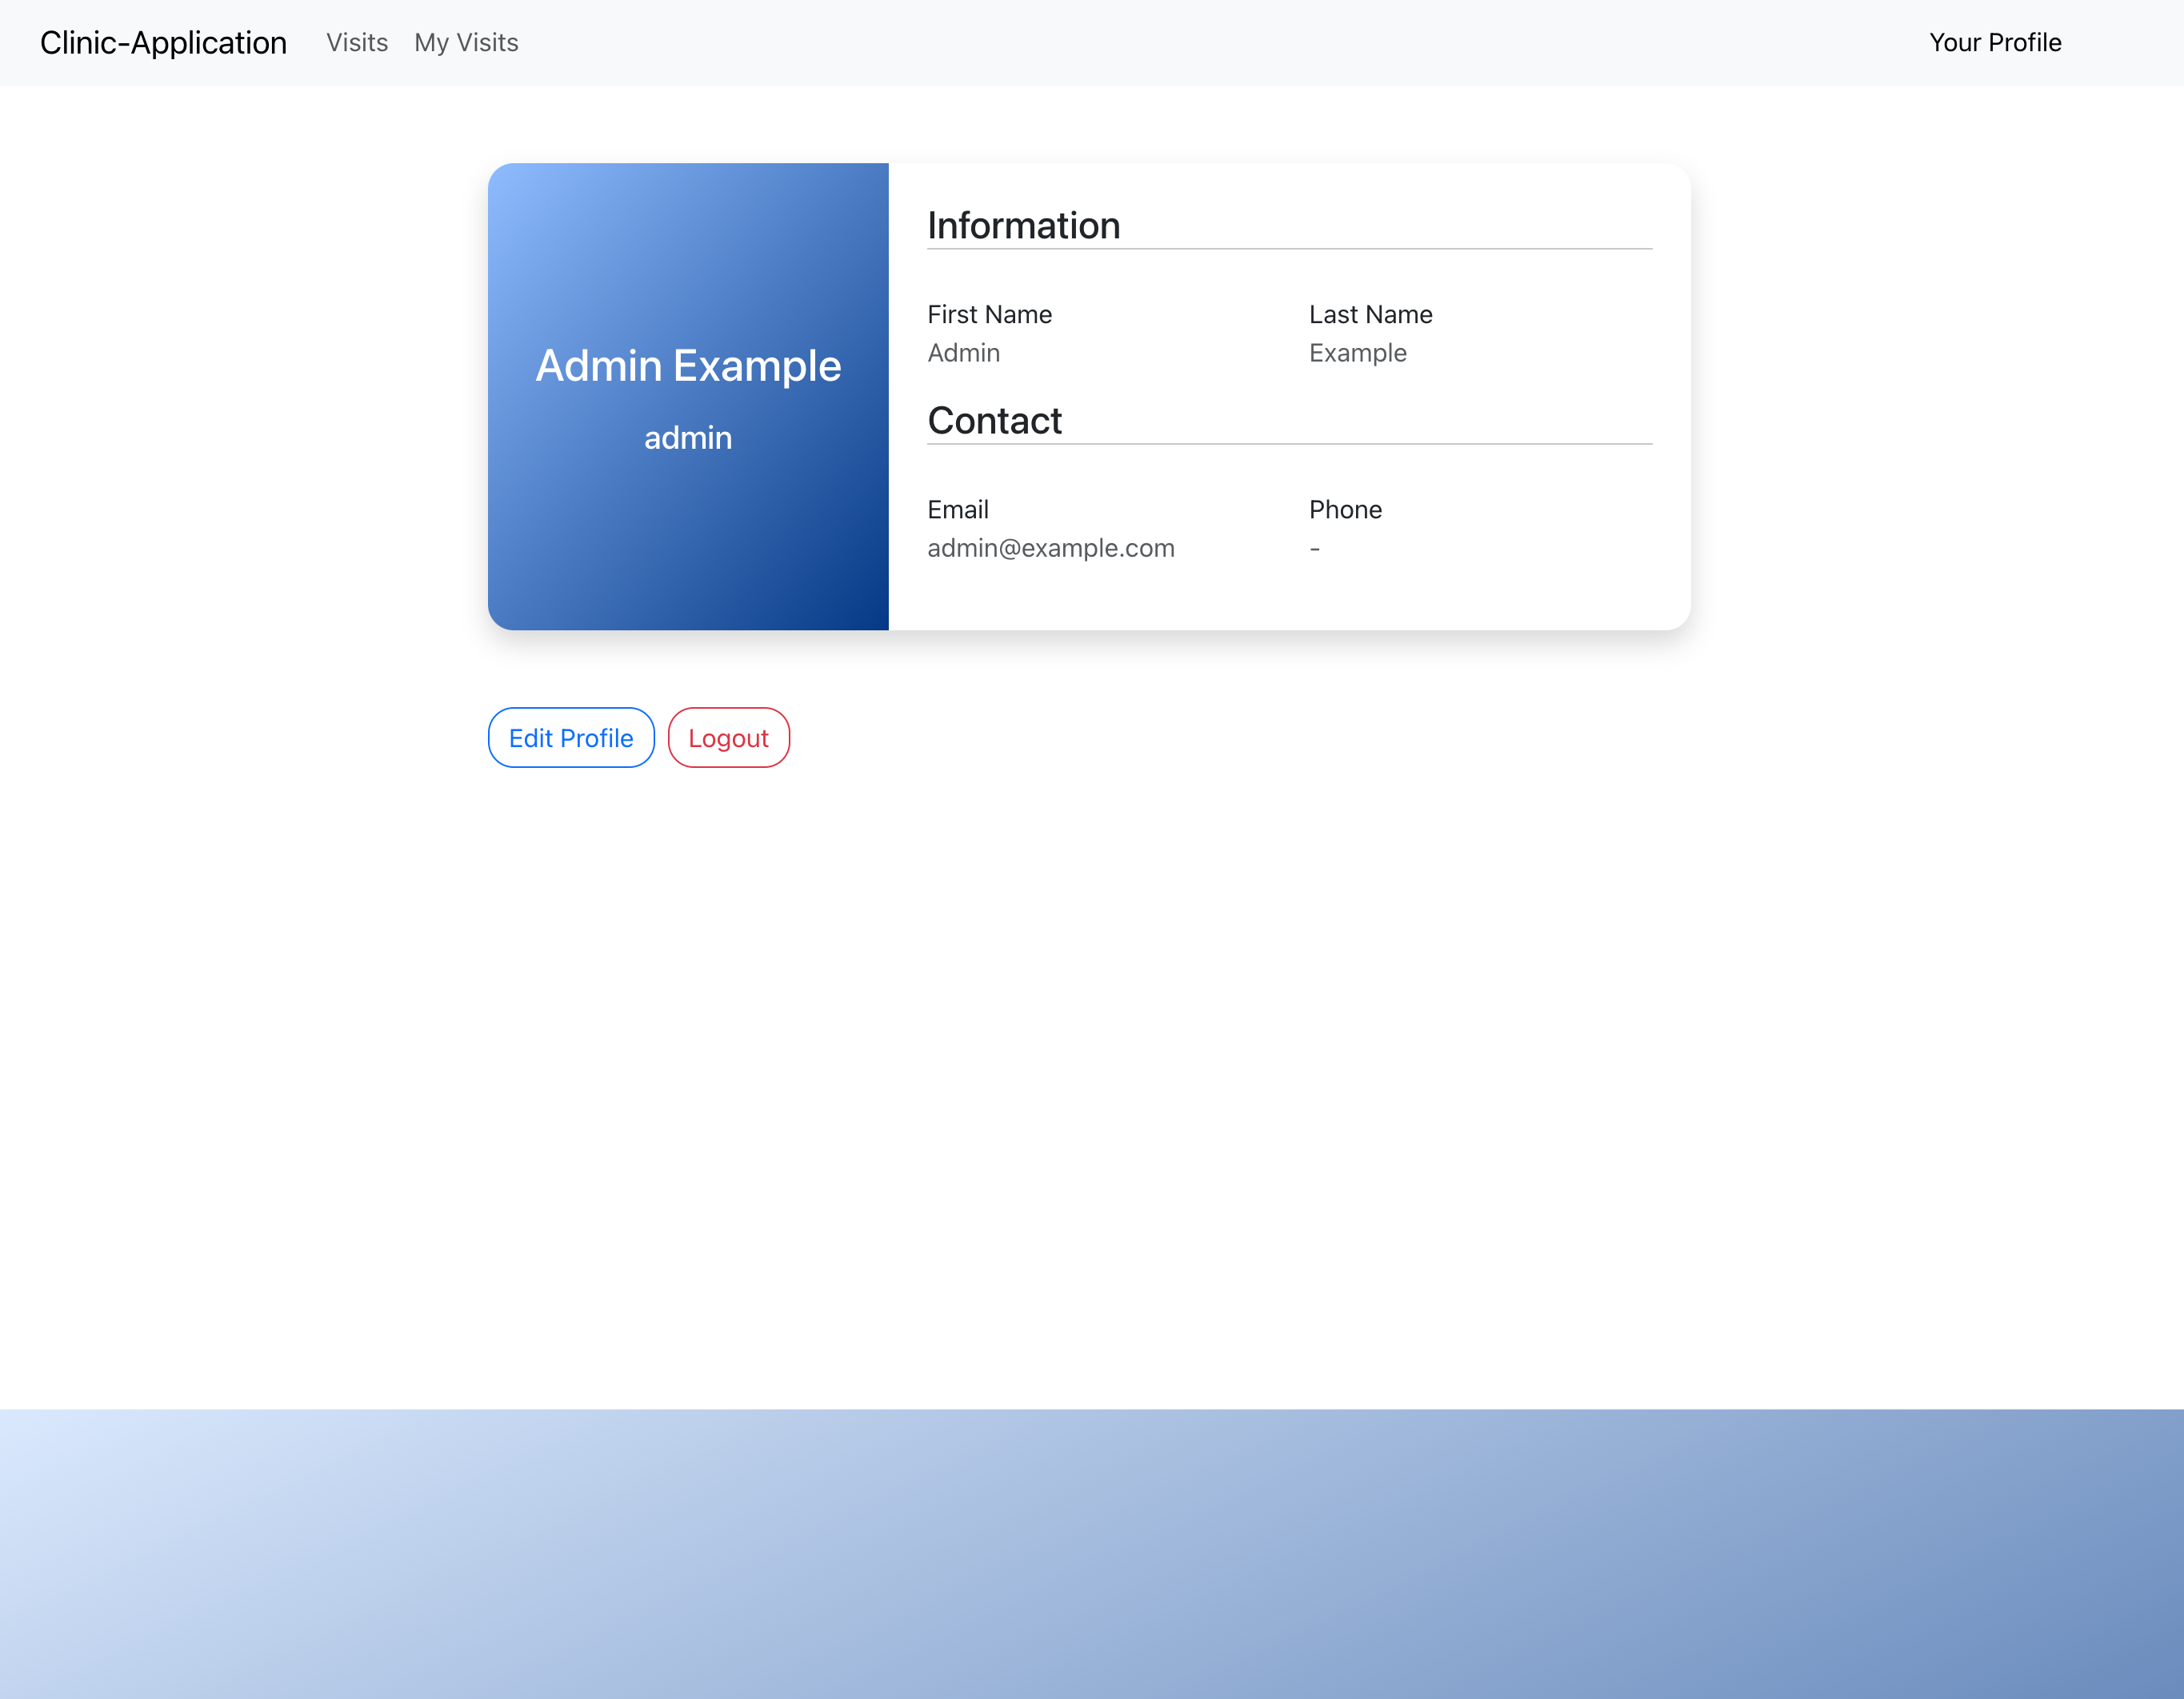 Clinic-Application Visits My Visits Your Profile
Admin Example
admin
Information
First Name Last Name
Admin Example
Contact
Email Phone
admin@example.com -
Edit Profile Logout